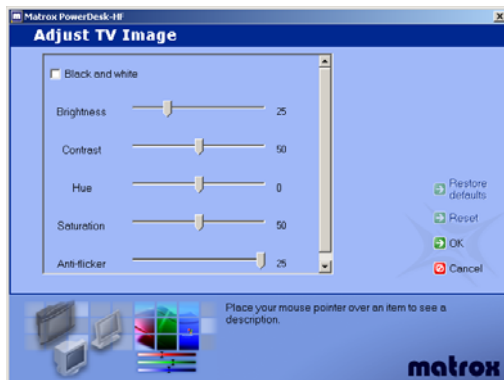 Matrox PowerDesk-HF
Adjust TV Image
Black and white
Brightness 25
Contrast 50
Hue 0
Saturation 50
Anti-flicker 25
Restore defaults
Reset
OK
Cancel
Place your mouse pointer over an item to see a
description.
matrox